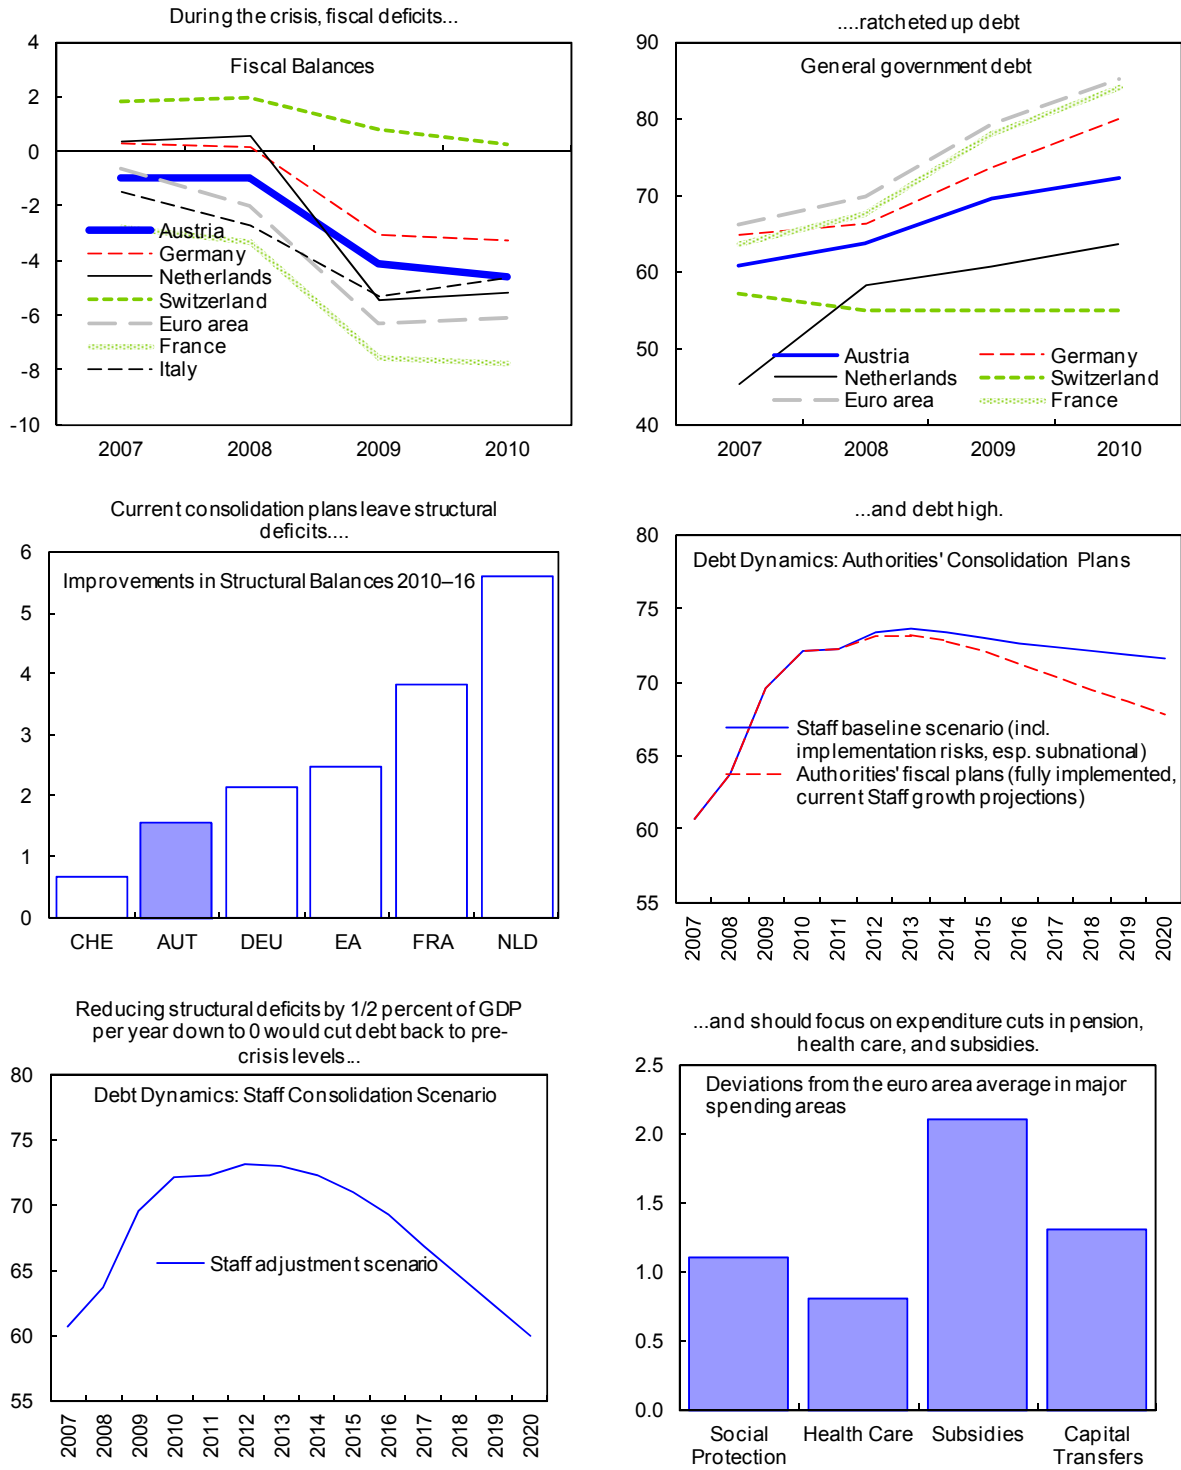 During the crisis, fiscal deficits...
Fiscal Balances
4
2
0
-2
-4
-6
-8
-10
Austria
Germany
Netherlands
Switzerland
Euro area
France
Italy
2007 2008 2009 2010
....ratcheted up debt
General government debt
90
80
70
60
50
40
Austria Germany
Netherlands Switzerland
Euro area France
2007 2008 2009 2010
Current consolidation plans leave structural
deficits....
Improvements in Structural Balances 2010–16
6
5
4
3
2
1
0
CHE AUT DEU EA FRA NLD
...and debt high.
Debt Dynamics: Authorities' Consolidation Plans
80
75
70
65
60
55
Staff baseline scenario (incl.
implementation risks, esp. subnational)
Authorities' fiscal plans (fully implemented,
current Staff growth projections)
2007 2008 2009 2010 2011 2012 2013 2014 2015 2016 2017 2018 2019 2020
Reducing structural deficits by 1/2 percent of GDP
per year down to 0 would cut debt back to pre-
crisis levels...
Debt Dynamics: Staff Consolidation Scenario
80
75
70
65
60
55
Staff adjustment scenario
2007 2008 2009 2010 2011 2012 2013 2014 2015 2016 2017 2018 2019 2020
...and should focus on expenditure cuts in pension,
health care, and subsidies.
Deviations from the euro area average in major
spending areas
2.5
2.0
1.5
1.0
0.5
0.0
Social Health Care Subsidies Capital
Protection Transfers